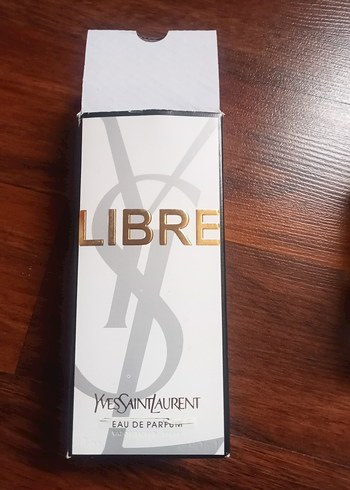 LIBRE
YVESSAINTLAURENT
EAU DE PARFUM